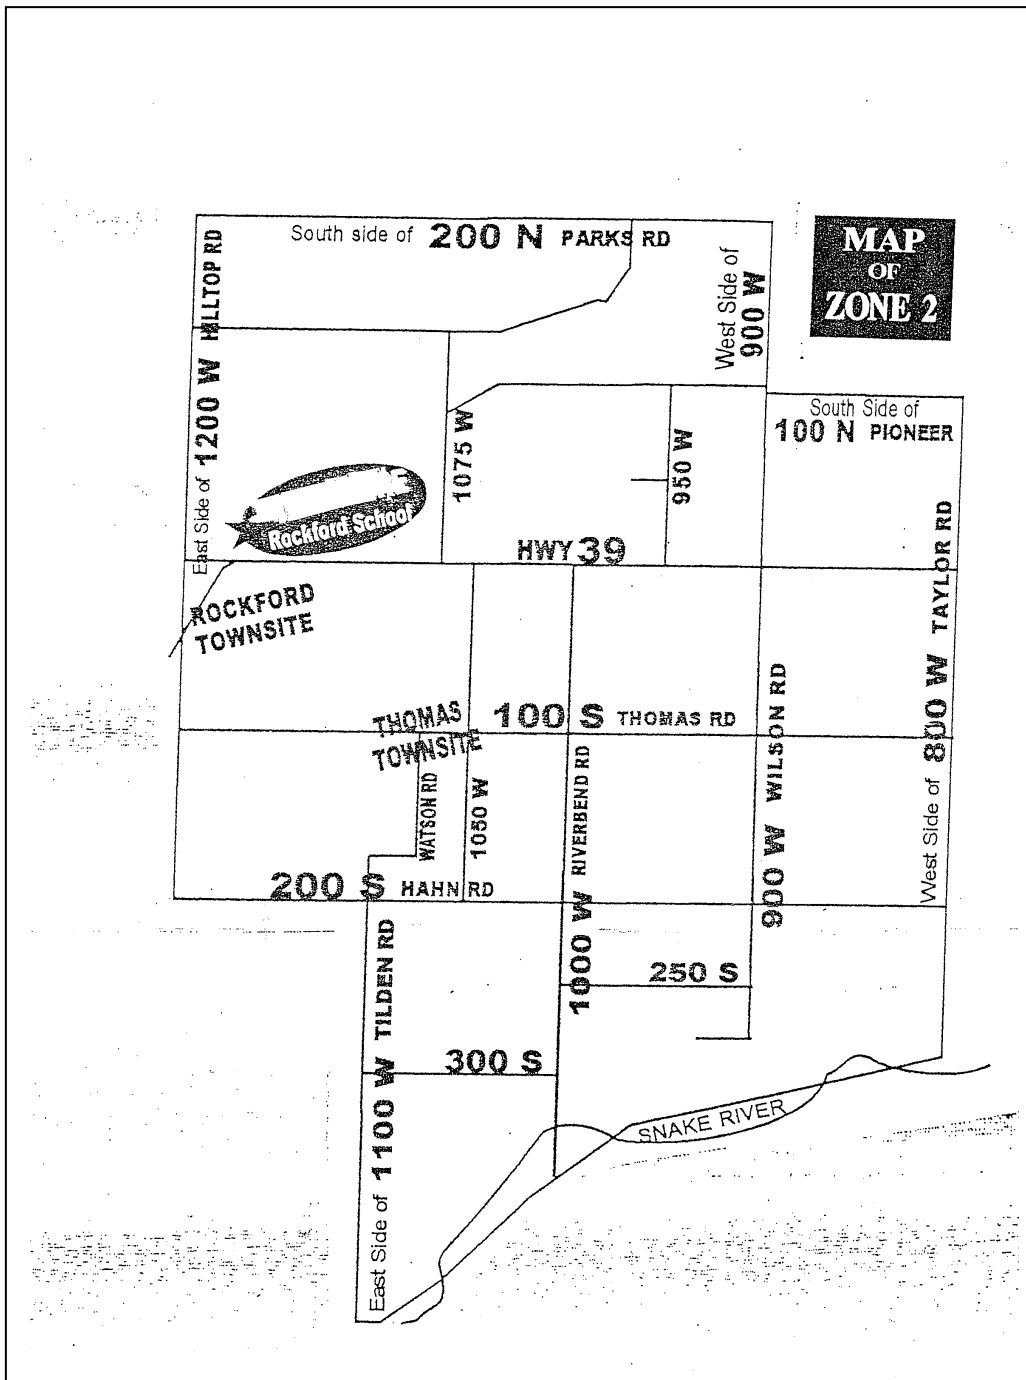 South side of 200 N PARKS RD
MAP
OF
ZONE 2
East Side of 1200 W HILLTOP RD
West Side of
900 W
South Side of
100 N PIONEER
1075 W
950 W
Rockford School
HWY 39
ROCKFORD
TOWNSITE
West Side of 800 W TAYLOR RD
THOMAS
TOWNSITE
100 S THOMAS RD
WATSON RD
1050 W
1000 W RIVERBEND RD
900 W WILSON RD
200 S HAHN RD
250 S
300 S
East Side of 1100 W TILDEN RD
SNAKE RIVER